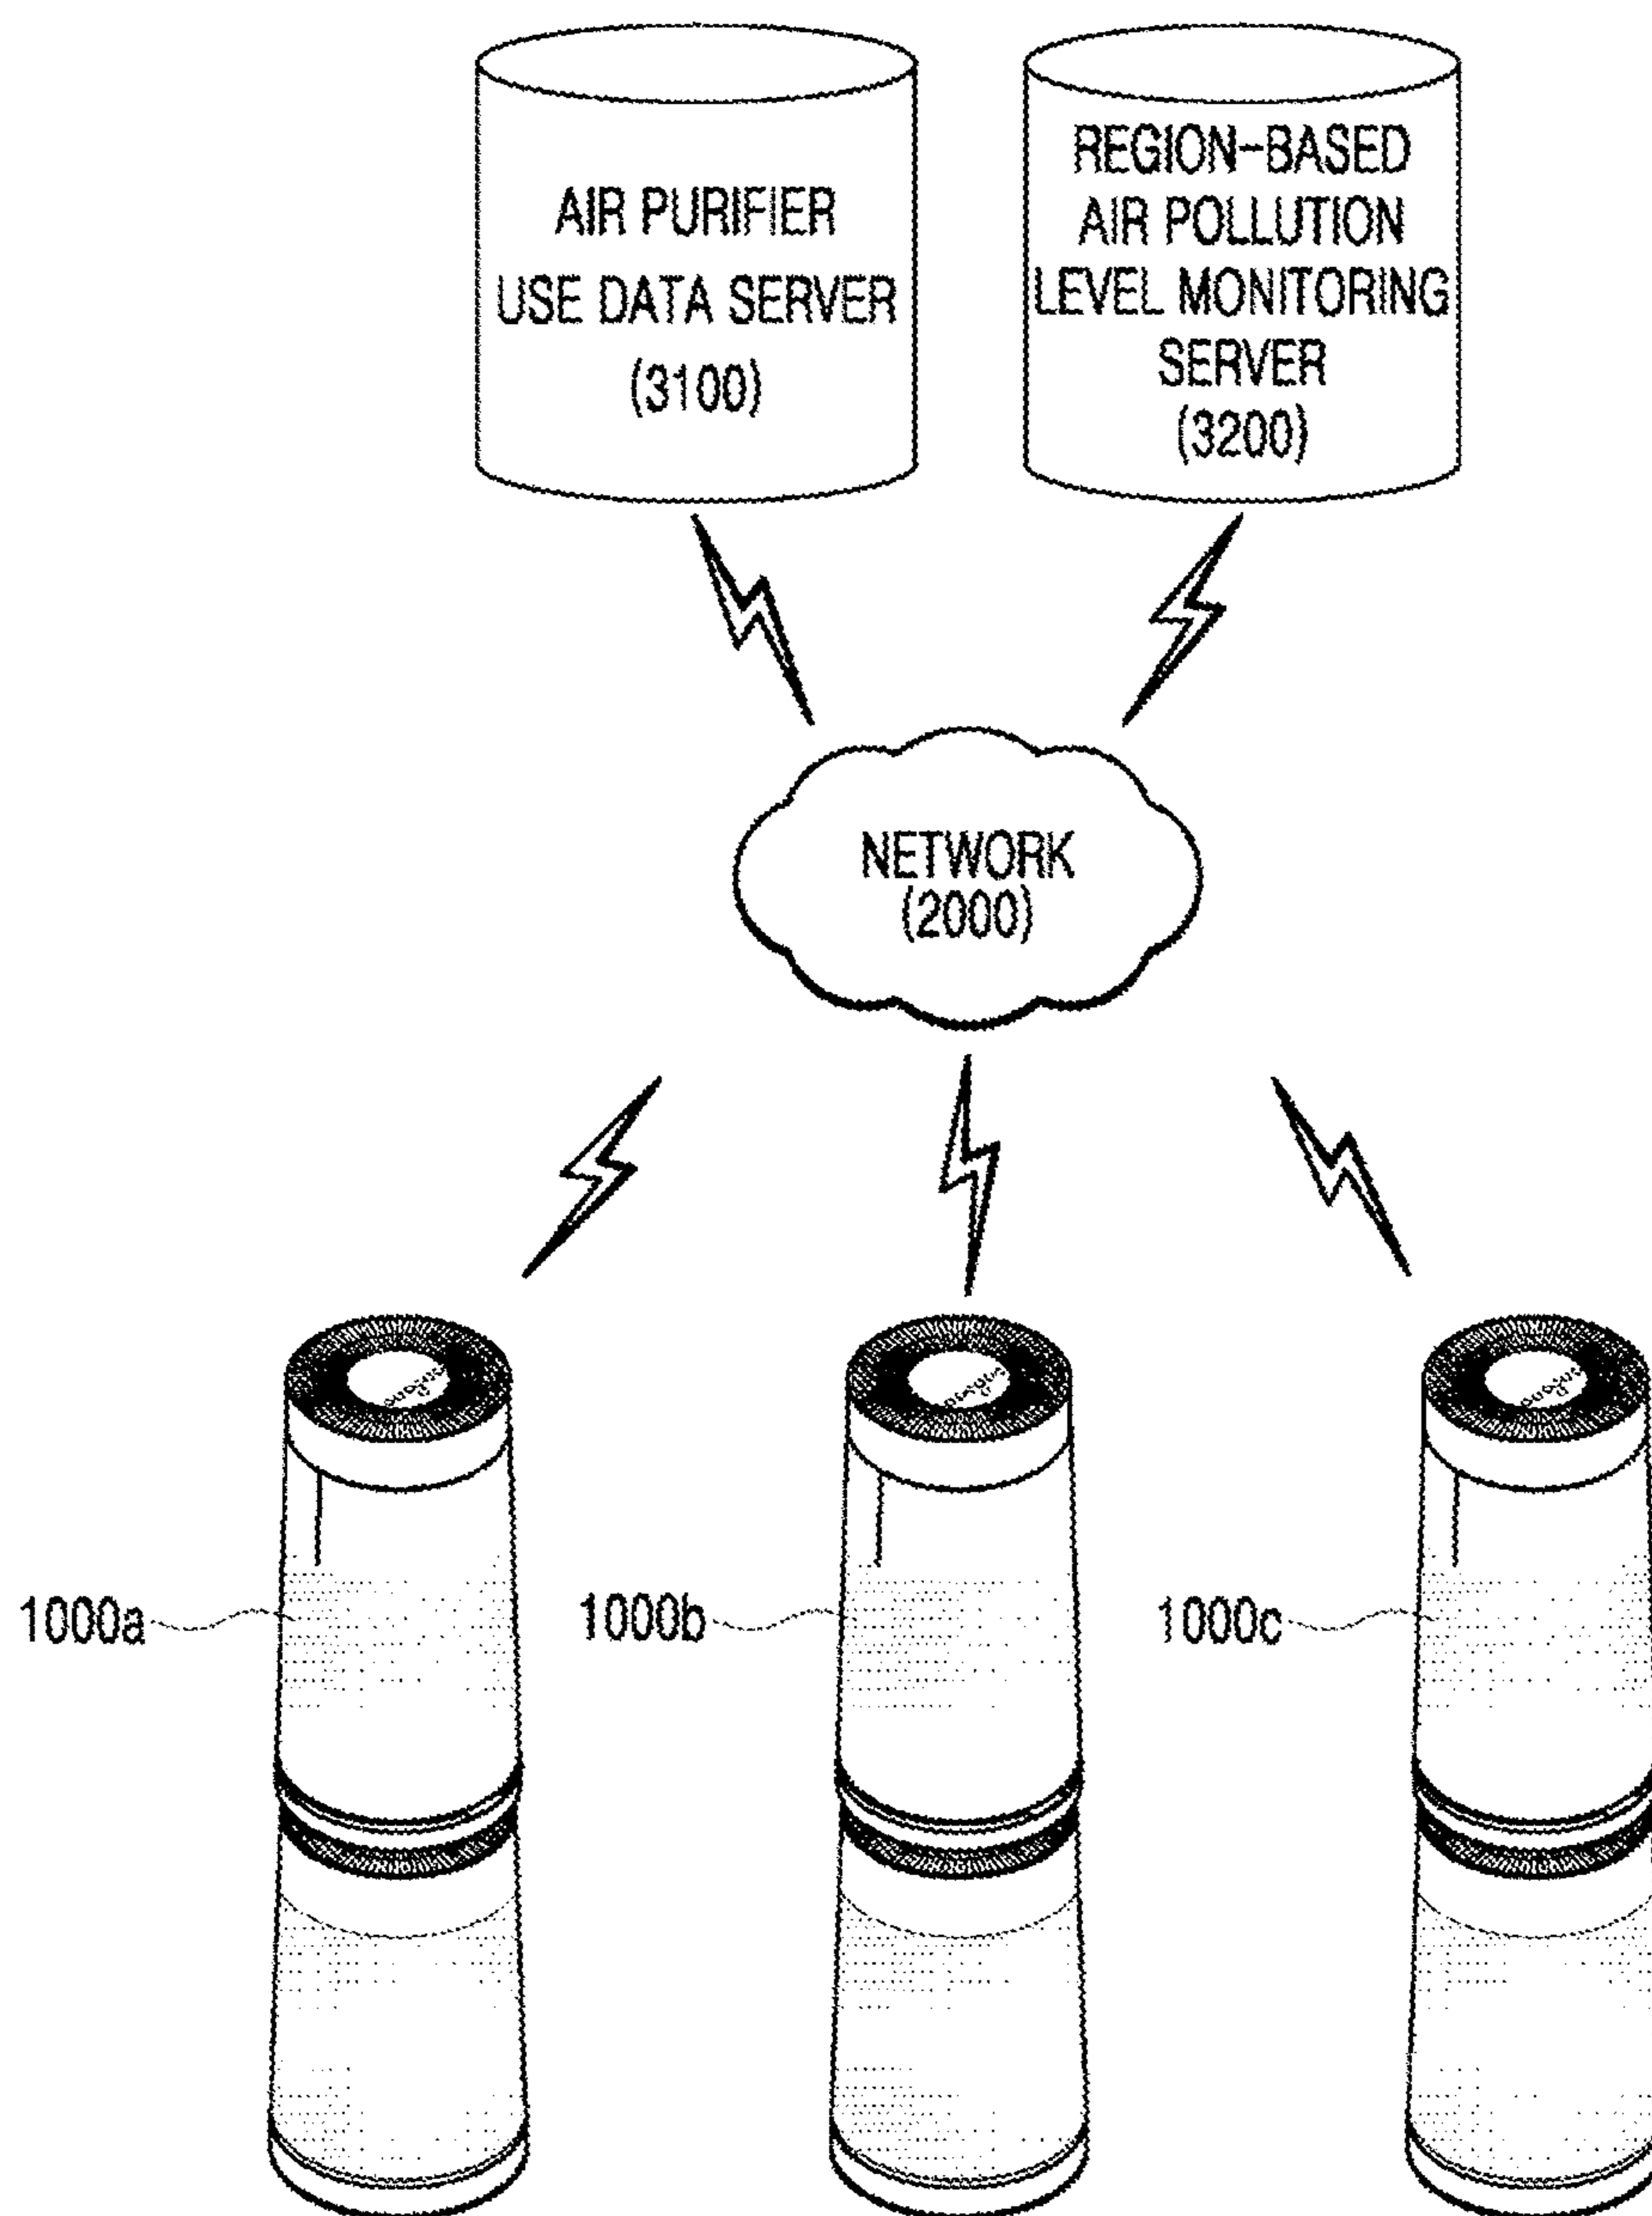 AIR PURIFIER
USE DATA SERVER
(3100)
REGION-BASED
AIR POLLUTION
LEVEL MONITORING
SERVER
(3200)
NETWORK
(2000)
1000a
1000b
1000c